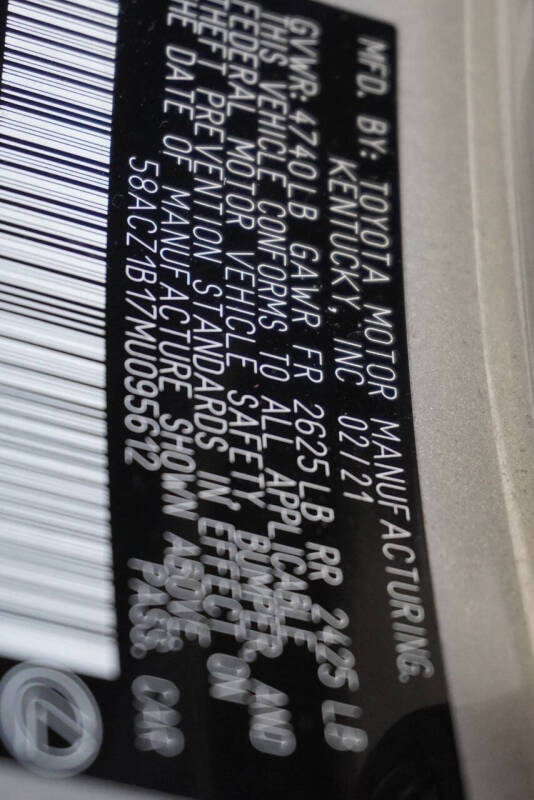 MFD. BY: TOYOTA MOTOR MANUFACTURING.
KENTUCKY, INC 02/21
GVWR: 4740LB GAWR FR 2625LB RR 2425 LB
THIS VEHICLE CONFORMS TO ALL APPLICABLE
FEDERAL MOTOR VEHICLE SAFETY, BUMPER, AND
THEFT PREVENTION STANDARDS IN EFFECT ON
THE DATE OF MANUFACTURE SHOWN ABOVE.
58ACZ1B17MU095612 PASS. CAR